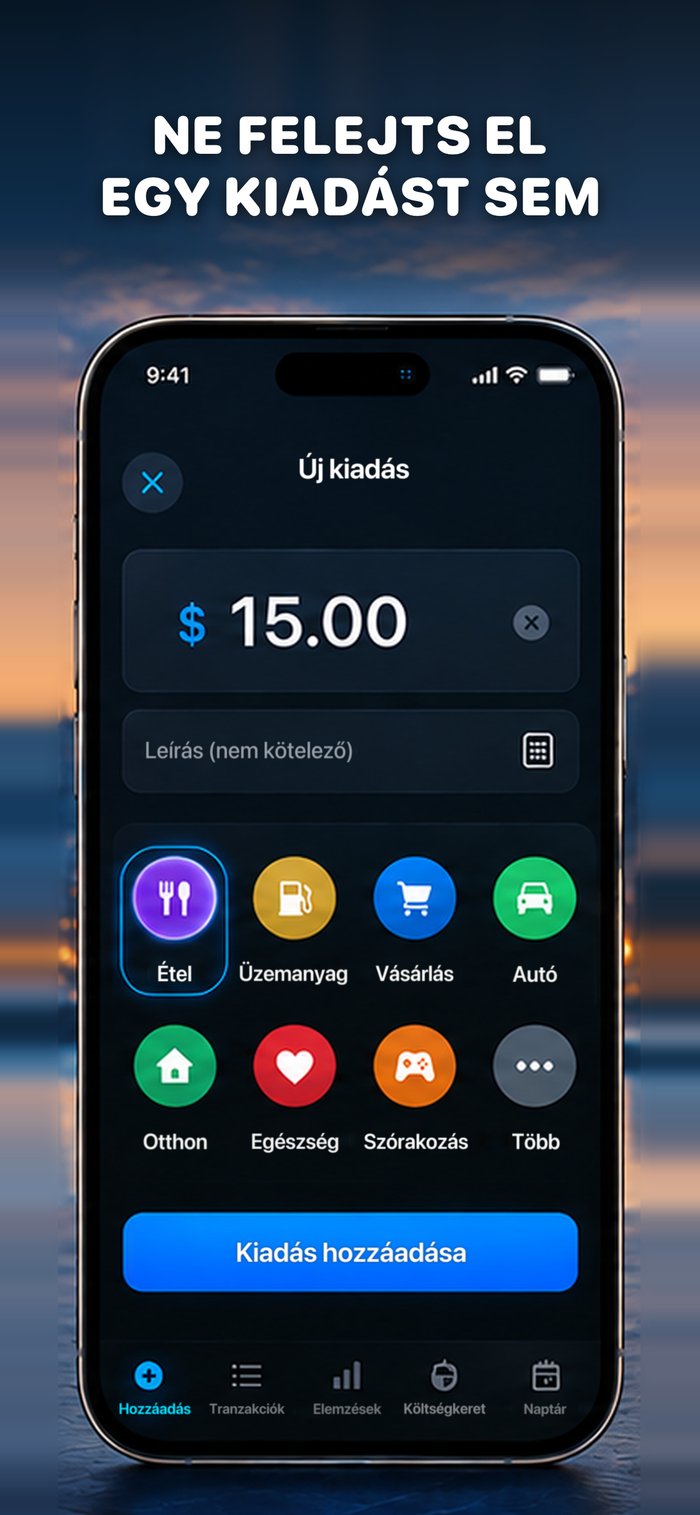 NE FELEJTS EL
EGY KIADÁST SEM
9:41
Új kiadás
$ 15.00
Leírás (nem kötelező)
Étel Üzemanyag Vásárlás Autó
Otthon Egészség Szórakozás Több
Kiadás hozzáadása
Hozzáadás Tranzakciók Elemzések Költségkeret Naptár